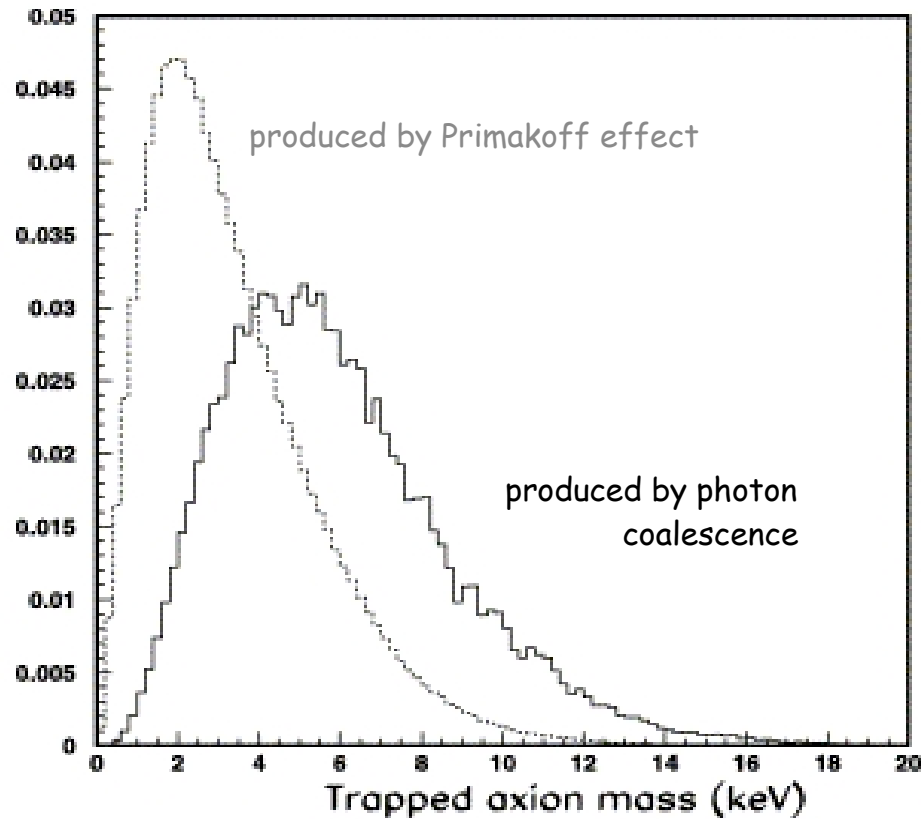 0.05
0.045
0.04
0.035
0.03
0.025
0.02
0.015
0.01
0.005
0
produced by Primakoff effect
produced by photon
coalescence
0 2 4 6 8 10 12 14 16 18 20
Trapped axion mass (keV)